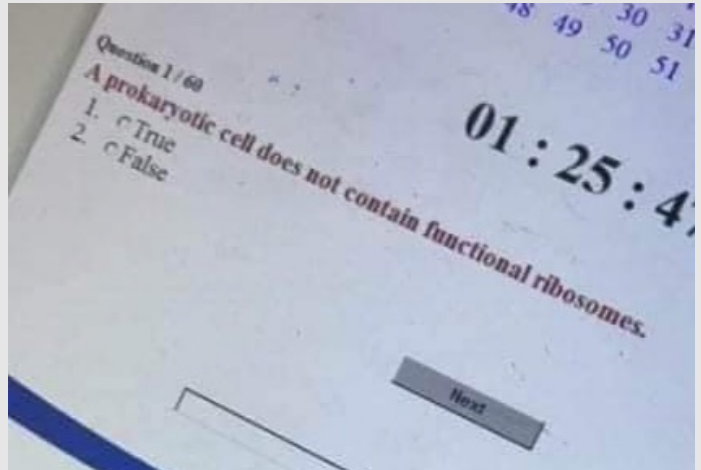 30 31
48 49 50 51
Question 1 / 60
01 : 25 : 47
A prokaryotic cell does not contain functional ribosomes.
1. True
2. False
Next